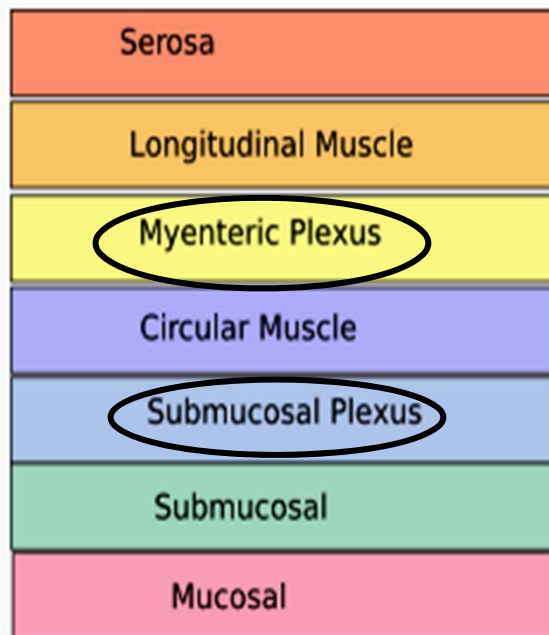 Serosa
Longitudinal Muscle
Myenteric Plexus
Circular Muscle
Submucosal Plexus
Submucosal
Mucosal